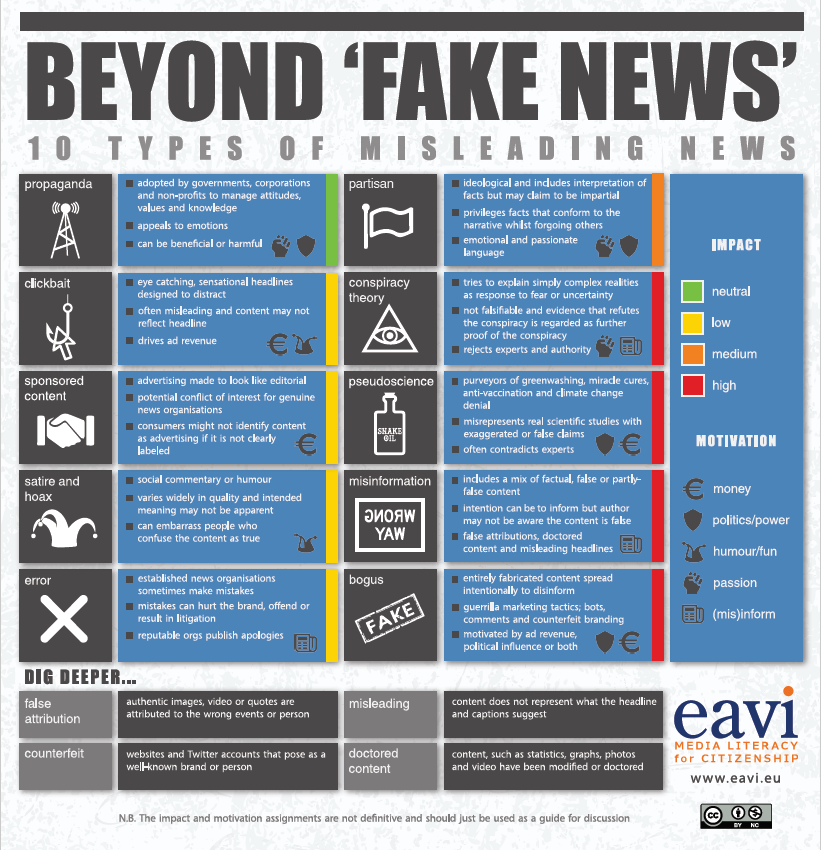 BEYOND ‘FAKE NEWS’
10 TYPES OF MISLEADING NEWS
propaganda
adopted by governments, corporations
and non-profits to manage attitudes,
values and knowledge
appeals to emotions
can be beneficial or harmful
partisan
ideological and includes interpretation of
facts but may claim to be impartial
privileges facts that conform to the
narrative whilst forgoing others
emotional and passionate
language
clickbait
eye catching, sensational headlines
designed to distract
often misleading and content may not
reflect headline
drives ad revenue
conspiracy
theory
tries to explain simply complex realities
as response to fear or uncertainty
not falsifiable and evidence that refutes
the conspiracy is regarded as further
proof of the conspiracy
rejects experts and authority
sponsored
content
advertising made to look like editorial
potential conflict of interest for genuine
news organisations
consumers might not identify content
as advertising if it is not clearly
labeled
pseudoscience
SNAKE
OIL
purveyors of greenwashing, miracle cures,
anti-vaccination and climate change
denial
misrepresents real scientific studies with
exaggerated or false claims
often contradicts experts
satire and
hoax
social commentary or humour
varies widely in quality and intended
meaning may not be apparent
can embarrass people who
confuse the content as true
misinformation
WRONG
WAY
includes a mix of factual, false or partly-
false content
intention can be to inform but author
may not be aware the content is false
false attributions, doctored
content and misleading headlines
error
established news organisations
sometimes make mistakes
mistakes can hurt the brand, offend or
result in litigation
reputable orgs publish apologies
bogus
FAKE
entirely fabricated content spread
intentionally to disinform
guerrilla marketing tactics; bots,
comments and counterfeit branding
motivated by ad revenue,
political influence or both
IMPACT
neutral
low
medium
high
MOTIVATION
money
politics/power
humour/fun
passion
(mis)inform
DIG DEEPER...
false
attribution
authentic images, video or quotes are
attributed to the wrong events or person
misleading
content does not represent what the headline
and captions suggest
counterfeit
websites and Twitter accounts that pose as a
well-known brand or person
doctored
content
content, such as statistics, graphs, photos
and video have been modified or doctored
eavi
MEDIA LITERACY
for CITIZENSHIP
www.eavi.eu
N.B. The impact and motivation assignments are not definitive and should just be used as a guide for discussion
cc
BY NC